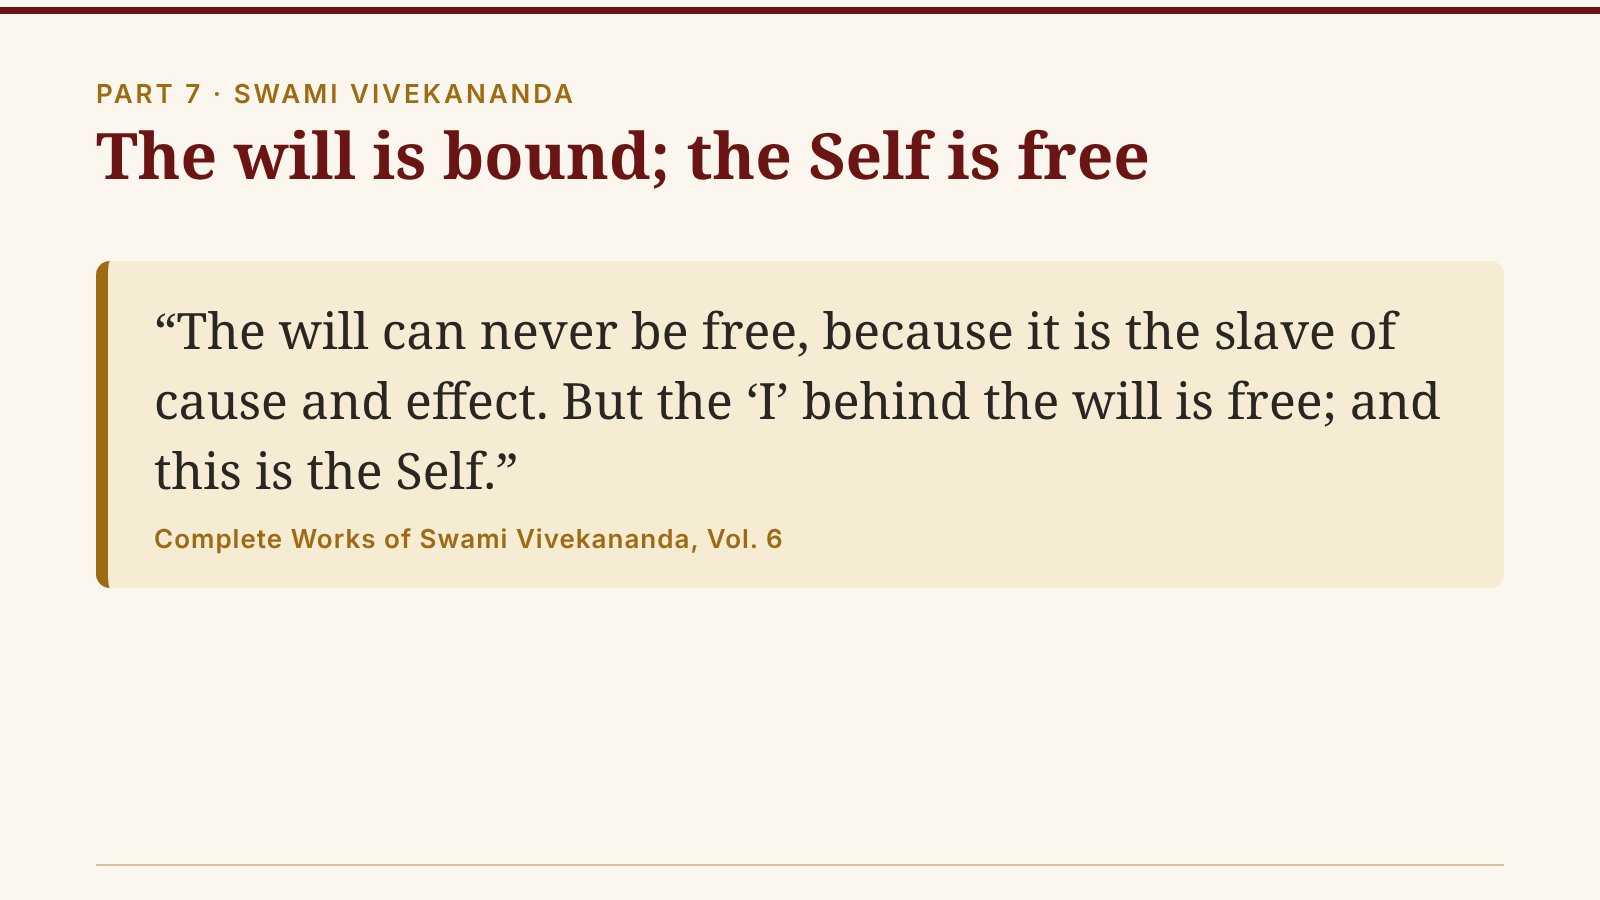 PART 7 · SWAMI VIVEKANANDA
The will is bound; the Self is free
“The will can never be free, because it is the slave of
cause and effect. But the ‘I’ behind the will is free; and
this is the Self.”
Complete Works of Swami Vivekananda, Vol. 6